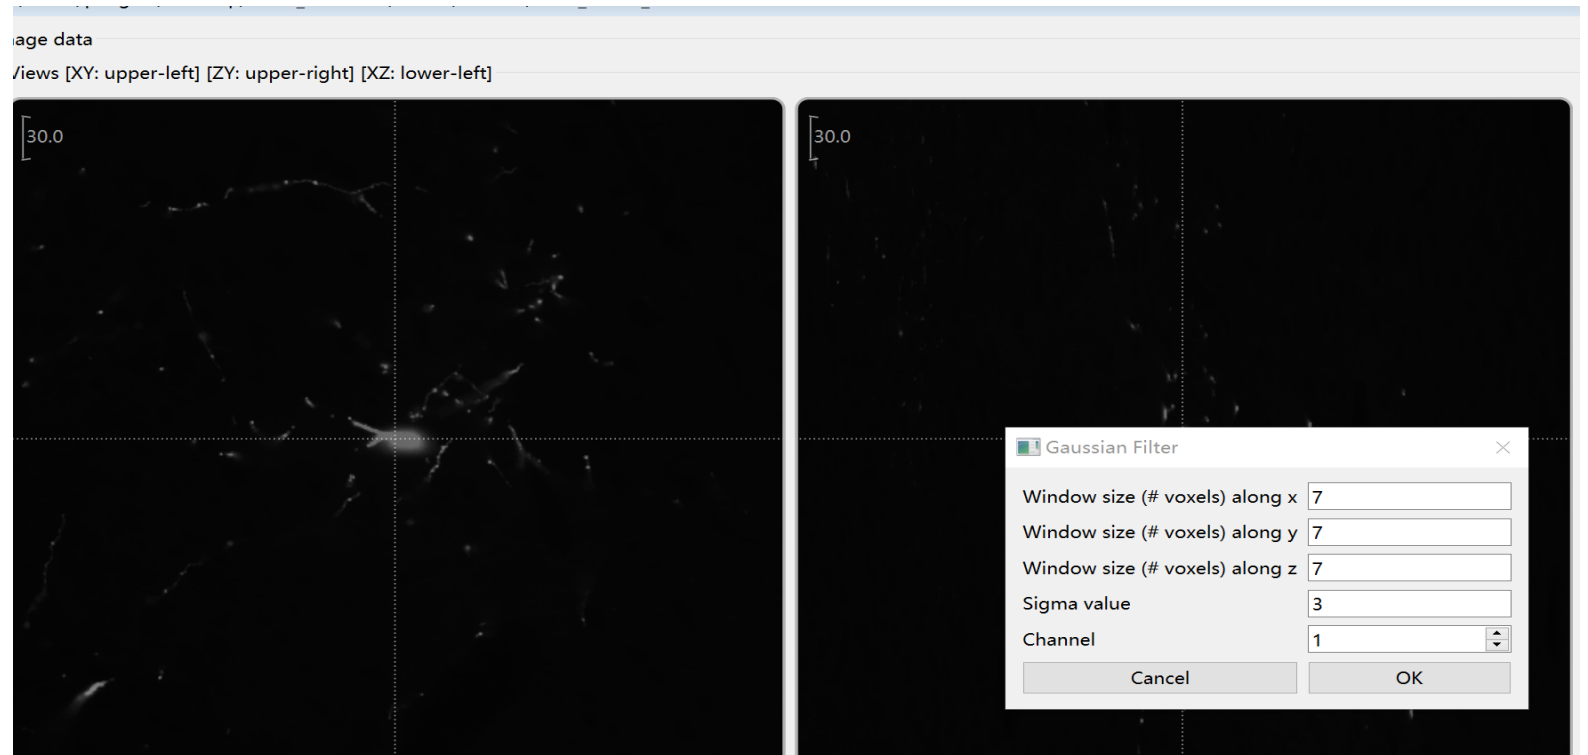 age data
Views [XY: upper-left] [ZY: upper-right] [XZ: lower-left]
30.0
30.0
Gaussian Filter
Window size (# voxels) along x 7
Window size (# voxels) along y 7
Window size (# voxels) along z 7
Sigma value 3
Channel 1
Cancel OK